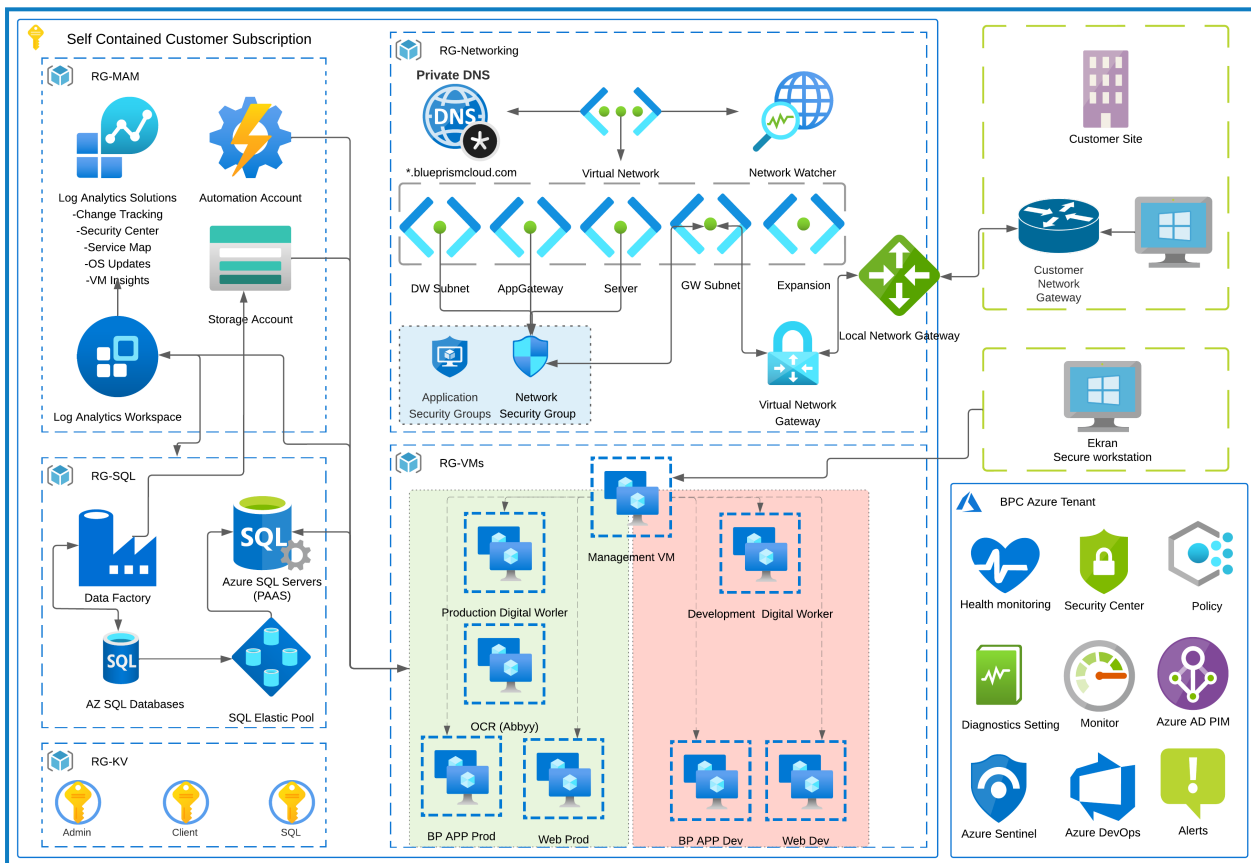 Self Contained Customer Subscription
RG-MAM
Log Analytics Solutions
-Change Tracking
-Security Center
-Service Map
-OS Updates
-VM Insights
Automation Account
Storage Account
Log Analytics Workspace
RG-SQL
Data Factory
SQL
Azure SQL Servers
(PAAS)
SQL
AZ SQL Databases
SQL Elastic Pool
RG-KV
Admin
Client
SQL
RG-Networking
Private DNS
DNS
*
*.blueprismcloud.com
Virtual Network
Network Watcher
DW Subnet
AppGateway
Server
GW Subnet
Expansion
Application
Security Groups
Network
Security Group
Virtual Network
Gateway
Local Network Gateway
RG-VMs
Management VM
Production Digital Worler
Development Digital Worker
OCR (Abbyy)
BP APP Prod
Web Prod
BP APP Dev
Web Dev
Customer Site
Customer
Network
Gateway
Ekran
Secure workstation
BPC Azure Tenant
Health monitoring
Security Center
Policy
Diagnostics Setting
Monitor
Azure AD PIM
Azure Sentinel
Azure DevOps
!
Alerts